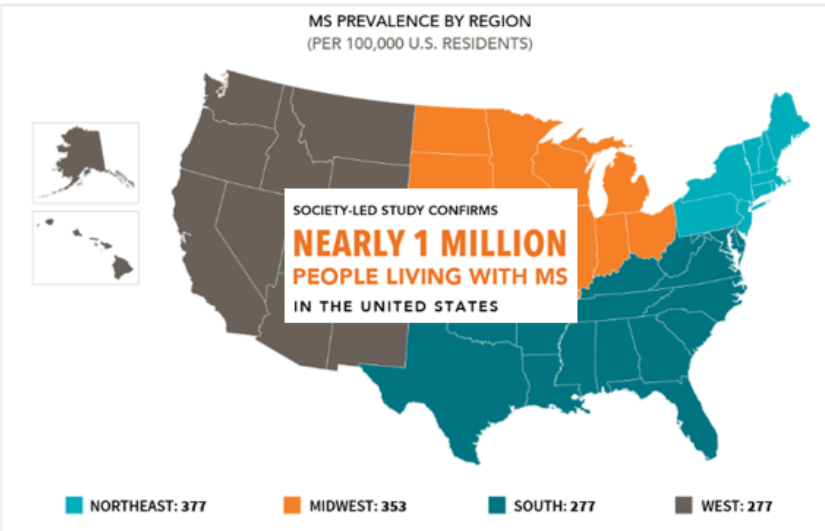 MS PREVALENCE BY REGION
(PER 100,000 U.S. RESIDENTS)
SOCIETY-LED STUDY CONFIRMS
NEARLY 1 MILLION
PEOPLE LIVING WITH MS
IN THE UNITED STATES
NORTHEAST: 377
MIDWEST: 353
SOUTH: 277
WEST: 277